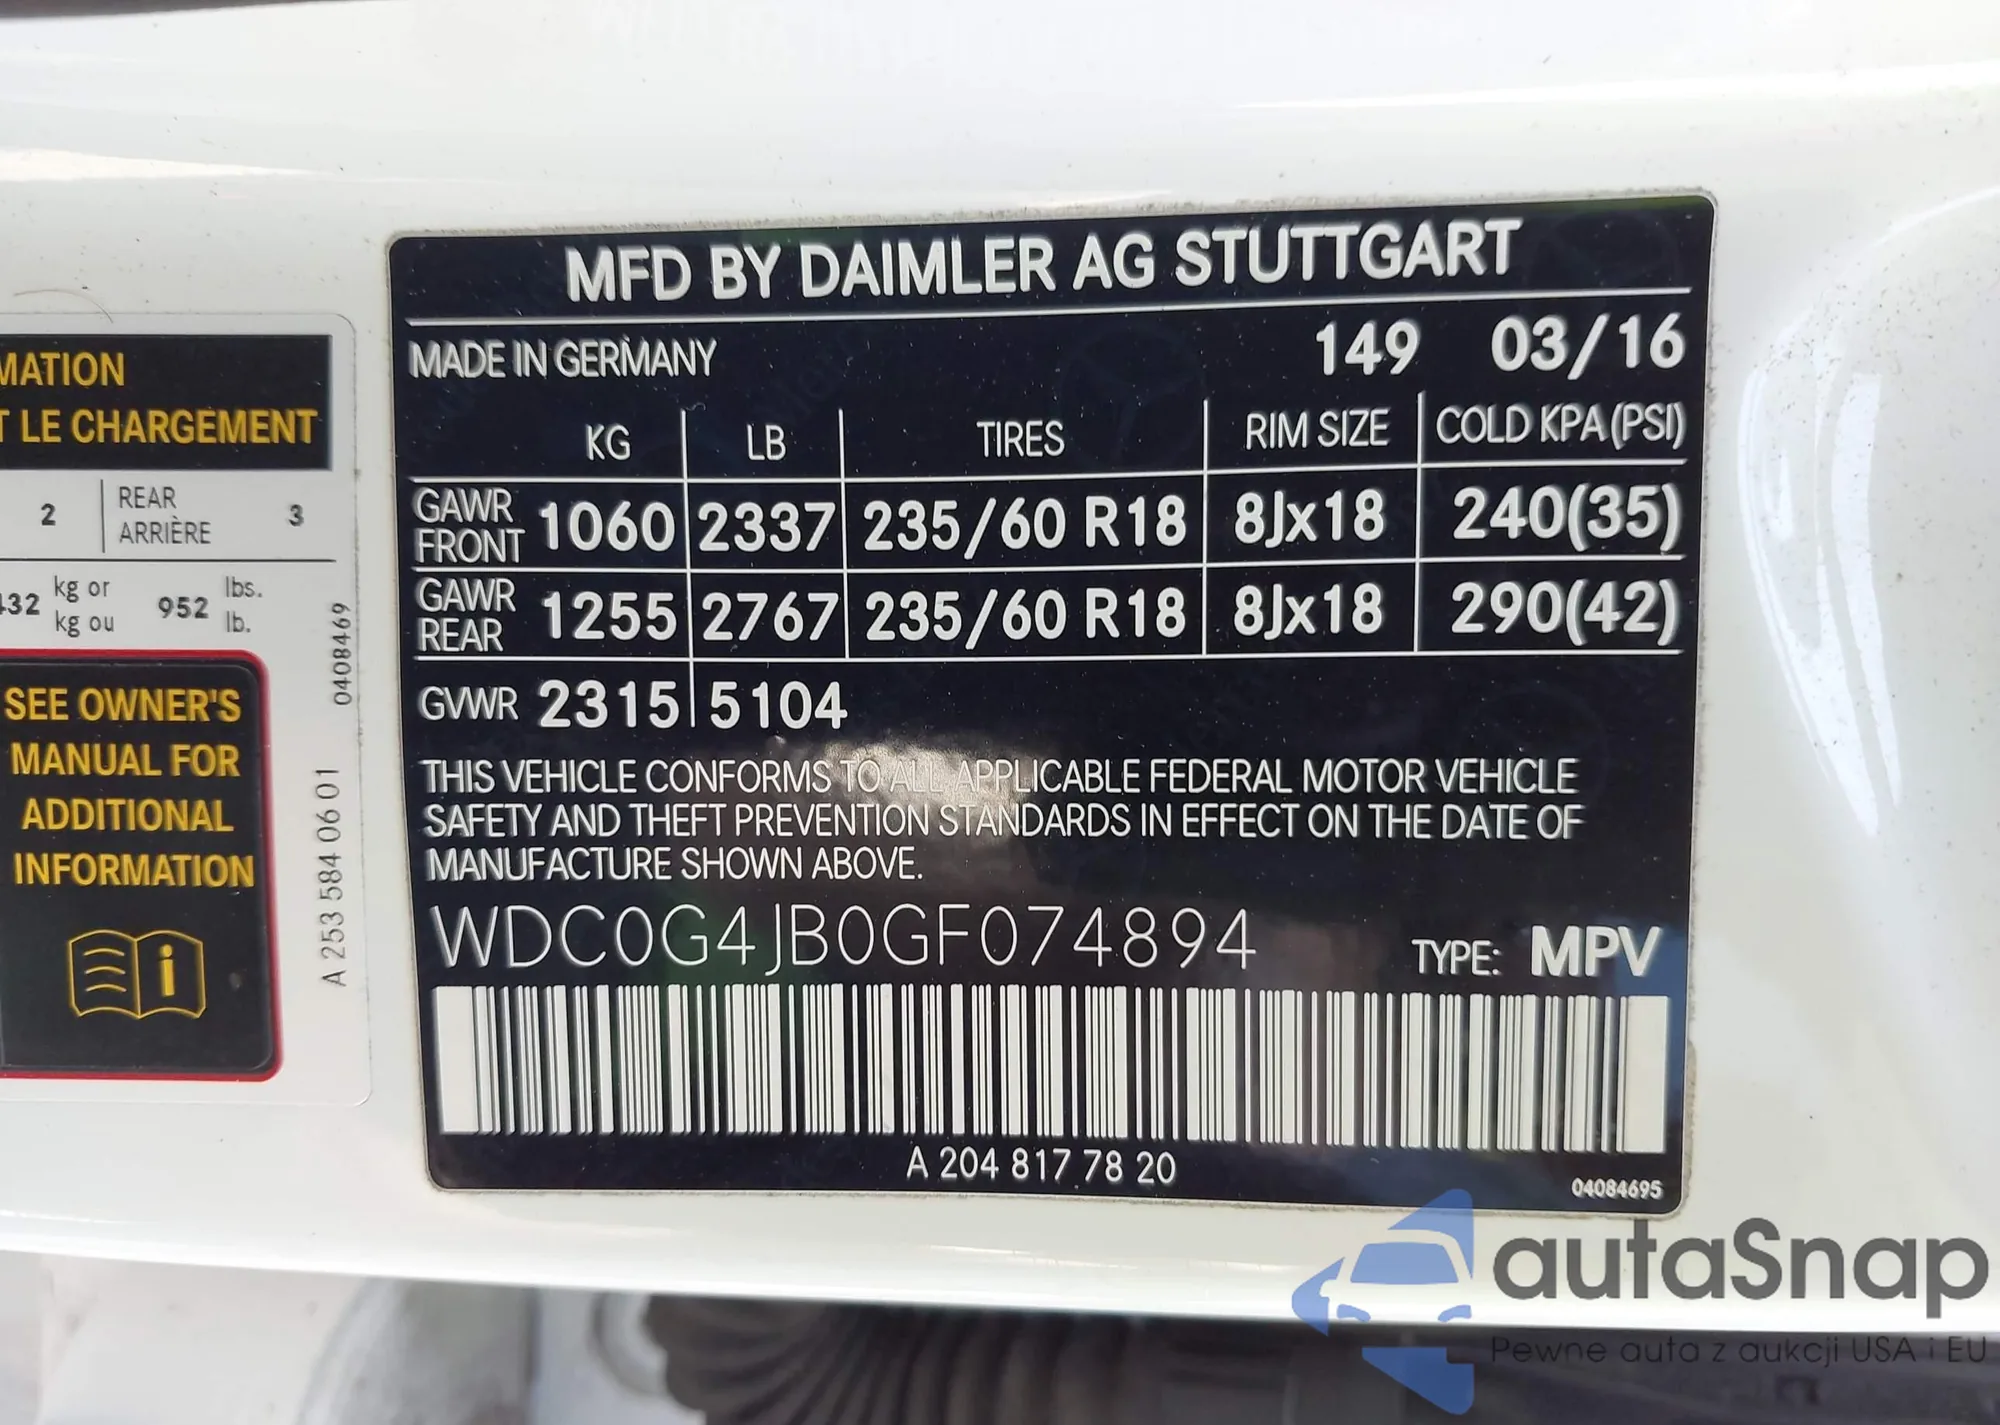 MATION
T LE CHARGEMENT
2 REAR ARRIÈRE 3
432 kg or kg ou 952 lbs. lb.
SEE OWNER'S
MANUAL FOR
ADDITIONAL
INFORMATION
i
A 253 584 06 01
0408469
MFD BY DAIMLER AG STUTTGART
MADE IN GERMANY 149 03/16
KG LB TIRES RIM SIZE COLD KPA (PSI)
GAWR FRONT 1060 2337 235/60 R18 8Jx18 240(35)
GAWR REAR 1255 2767 235/60 R18 8Jx18 290(42)
GVWR 2315 5104
THIS VEHICLE CONFORMS TO ALL APPLICABLE FEDERAL MOTOR VEHICLE
SAFETY AND THEFT PREVENTION STANDARDS IN EFFECT ON THE DATE OF
MANUFACTURE SHOWN ABOVE.
WDC0G4JB0GF074894 TYPE: MPV
A 204 817 78 20
04084695
autaSnap
Pewne auta z aukcji USA i EU